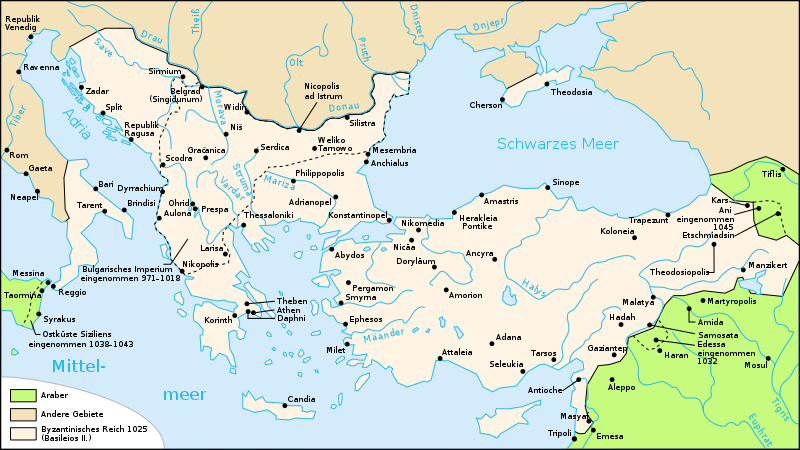 Republik
Venedig
Ravenna
Zadar
Split
Republik
Ragusa
Save
Drau
Theiß
Sirmium
Belgrad
(Singidunum)
Morava
Widin
Olt
Pruth
Dnister
Dnjepr
Nicopolis
ad Istrum
Donau
Silistra
Cherson
Theodosia
Adria
Tiber
Rom
Gaeta
Neapel
Bari
Brindisi
Tarent
Scodra
Gračanica
Niš
Serdica
Weliko
Tarnowo
Mesembria
Anchialus
Schwarzes Meer
Dyrrachium
Ohrid
Prespa
Aulona
Struma
Vardar
Mariza
Philippopolis
Adrianopel
Konstantinopel
Thessaloniki
Larisa
Nikopolis
Bulgarisches Imperium
eingenommen 971–1018
Abydos
Nikomedia
Nicäa
Doryläum
Herakleia
Pontike
Amastris
Sinope
Ancyra
Halys
Koloneia
Trapezunt
Tiflis
Kars
Ani
eingenommen
1045
Etschmiadsin
Theodosiopolis
Manzikert
Messina
Taormina
Reggio
Syrakus
Ostküste Siziliens
eingenommen 1038–1043
Theben
Athen
Daphni
Korinth
Pergamon
Smyrna
Ephesos
Milet
Mäander
Amorion
Attaleia
Adana
Seleukia
Tarsos
Malatya
Hadah
Gaziantep
Martyropolis
Amida
Samosata
Edessa
eingenommen
1032
Haran
Mosul
Aleppo
Antioche
Masyaf
Tripoli
Emesa
Euphrat
Tigris
Candia
Mittel-
meer
Araber
Andere Gebiete
Byzantinisches Reich 1025
(Basileios II.)